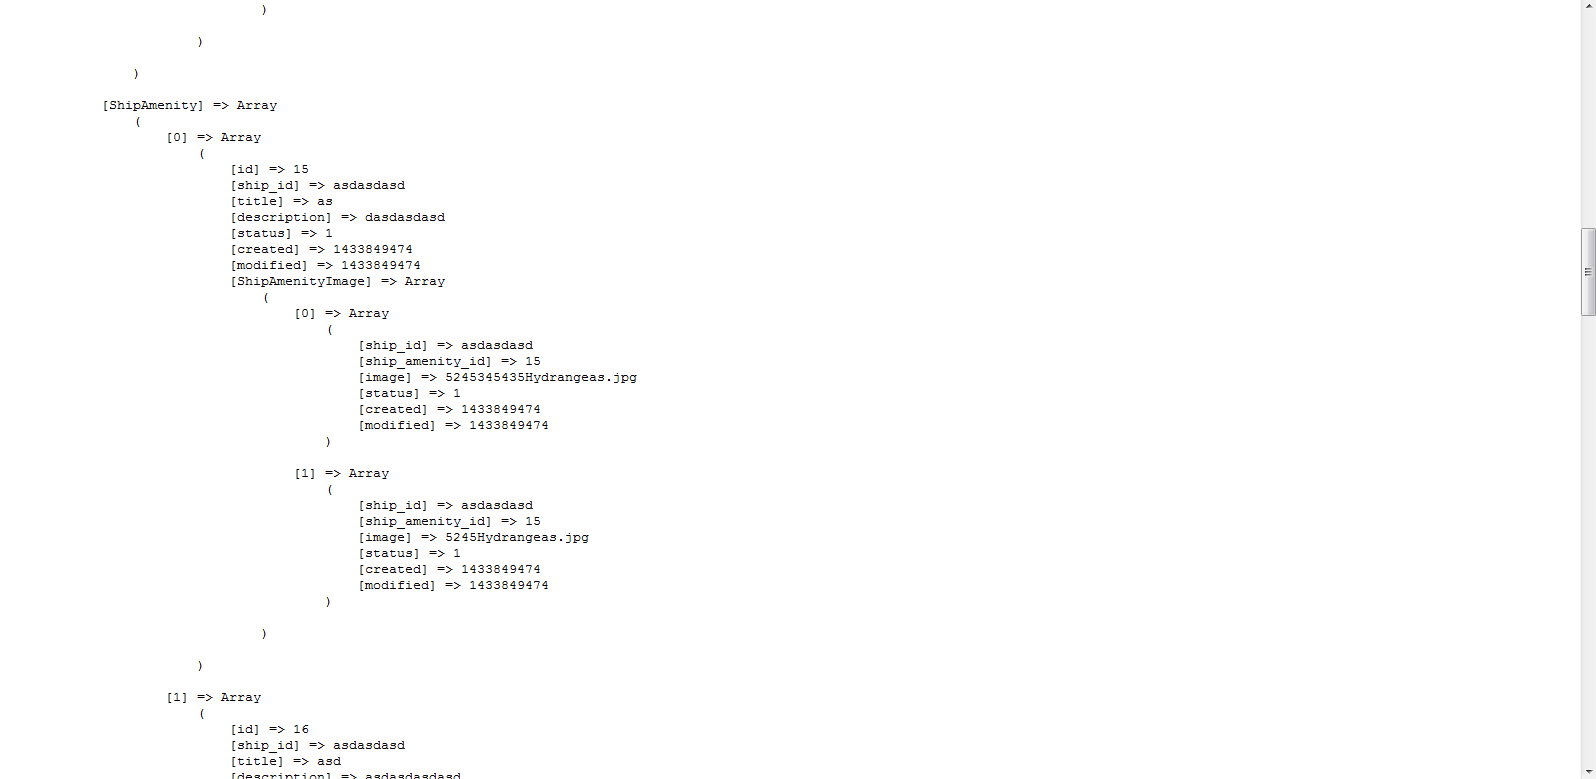 )
)
)
[ShipAmenity] => Array
(
[0] => Array
(
[id] => 15
[ship_id] => asdasdasd
[title] => as
[description] => dasdasdasd
[status] => 1
[created] => 1433849474
[modified] => 1433849474
[ShipAmenityImage] => Array
(
[0] => Array
(
[ship_id] => asdasdasd
[ship_amenity_id] => 15
[image] => 5245345435Hydrangeas.jpg
[status] => 1
[created] => 1433849474
[modified] => 1433849474
)
[1] => Array
(
[ship_id] => asdasdasd
[ship_amenity_id] => 15
[image] => 5245Hydrangeas.jpg
[status] => 1
[created] => 1433849474
[modified] => 1433849474
)
)
)
[1] => Array
(
[id] => 16
[ship_id] => asdasdasd
[title] => asd
[description] => asdasdasdasd